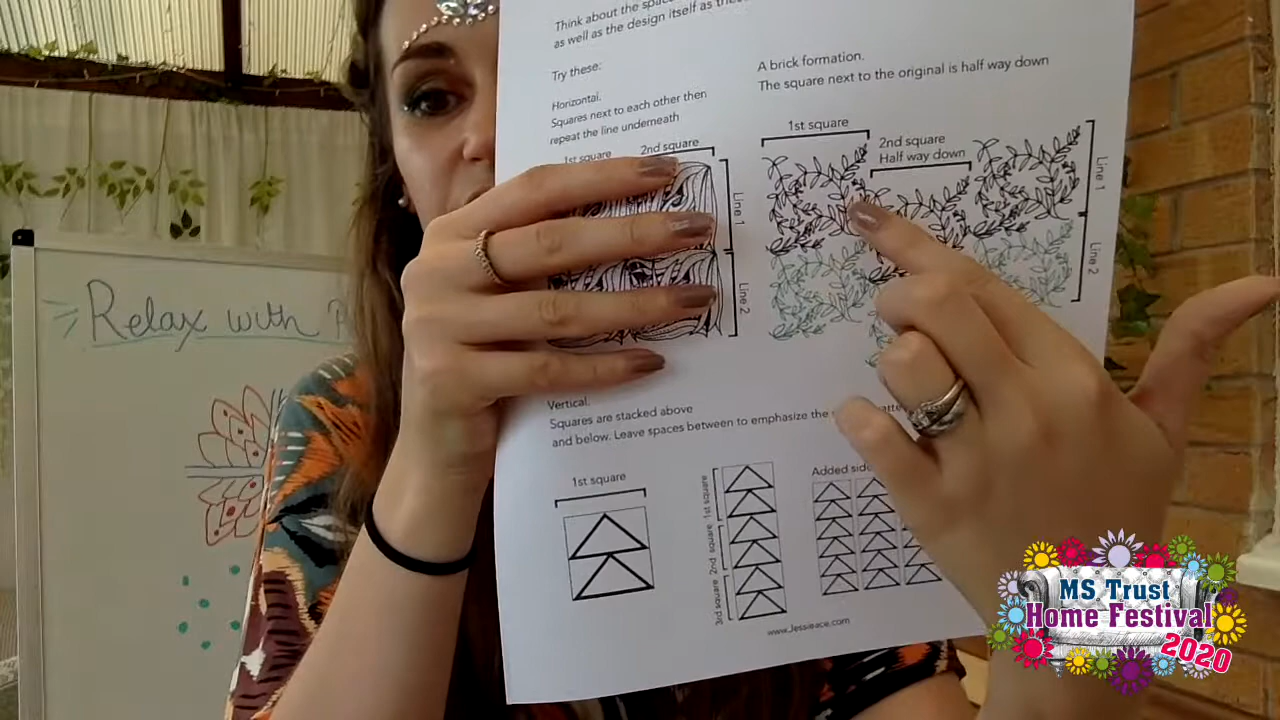 Think about the
as well as the design itself as
Try these:
Horizontal.
Squares next to each other then
repeat the line underneath
1st square
2nd square
Line 1
Line 2
A brick formation.
The square next to the original is half way down
1st square
2nd square
Half way down
Line 1
Line 2
Vertical.
Squares are stacked above
and below. Leave spaces between to emphasize the
1st square
1st square
2nd square
3rd square
Added
www.Jessieace.com
Relax with
MS Trust
Home Festival
2020